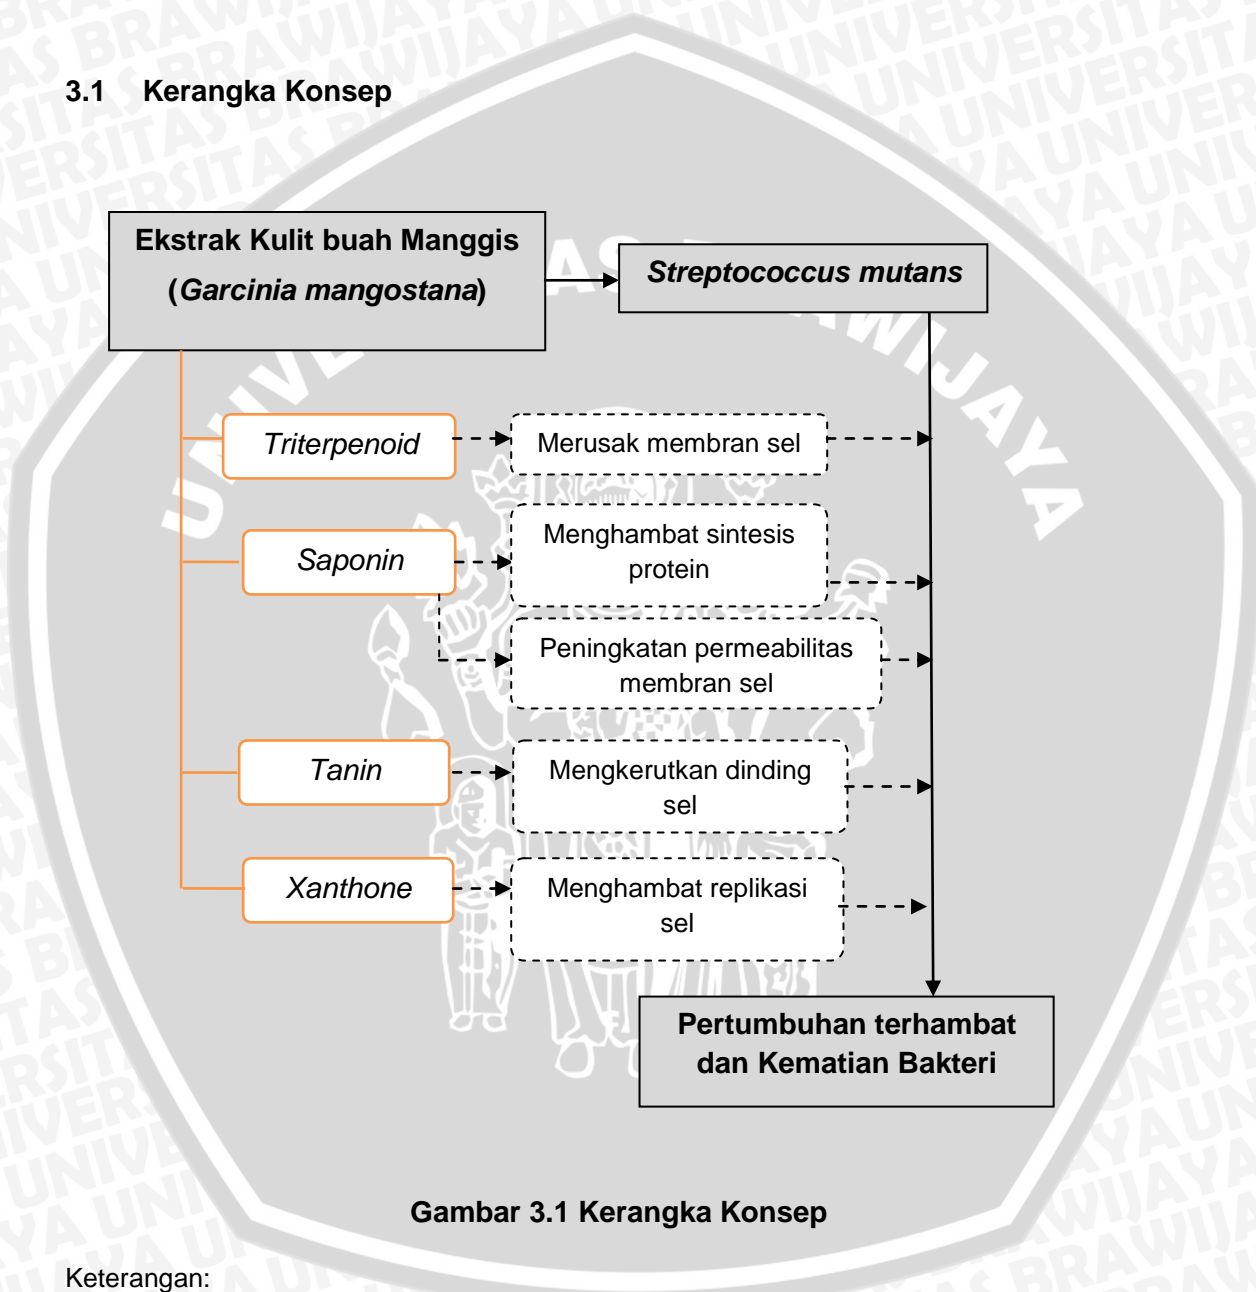 3.1 Kerangka Konsep
Ekstrak Kulit buah Manggis
(Garcinia mangostana)
Streptococcus mutans
Triterpenoid
Merusak membran sel
Saponin
Menghambat sintesis
protein
Peningkatan permeabilitas
membran sel
Tanin
Mengkerutkan dinding
sel
Xanthone
Menghambat replikasi
sel
Pertumbuhan terhambat
dan Kematian Bakteri
Gambar 3.1 Kerangka Konsep
Keterangan: